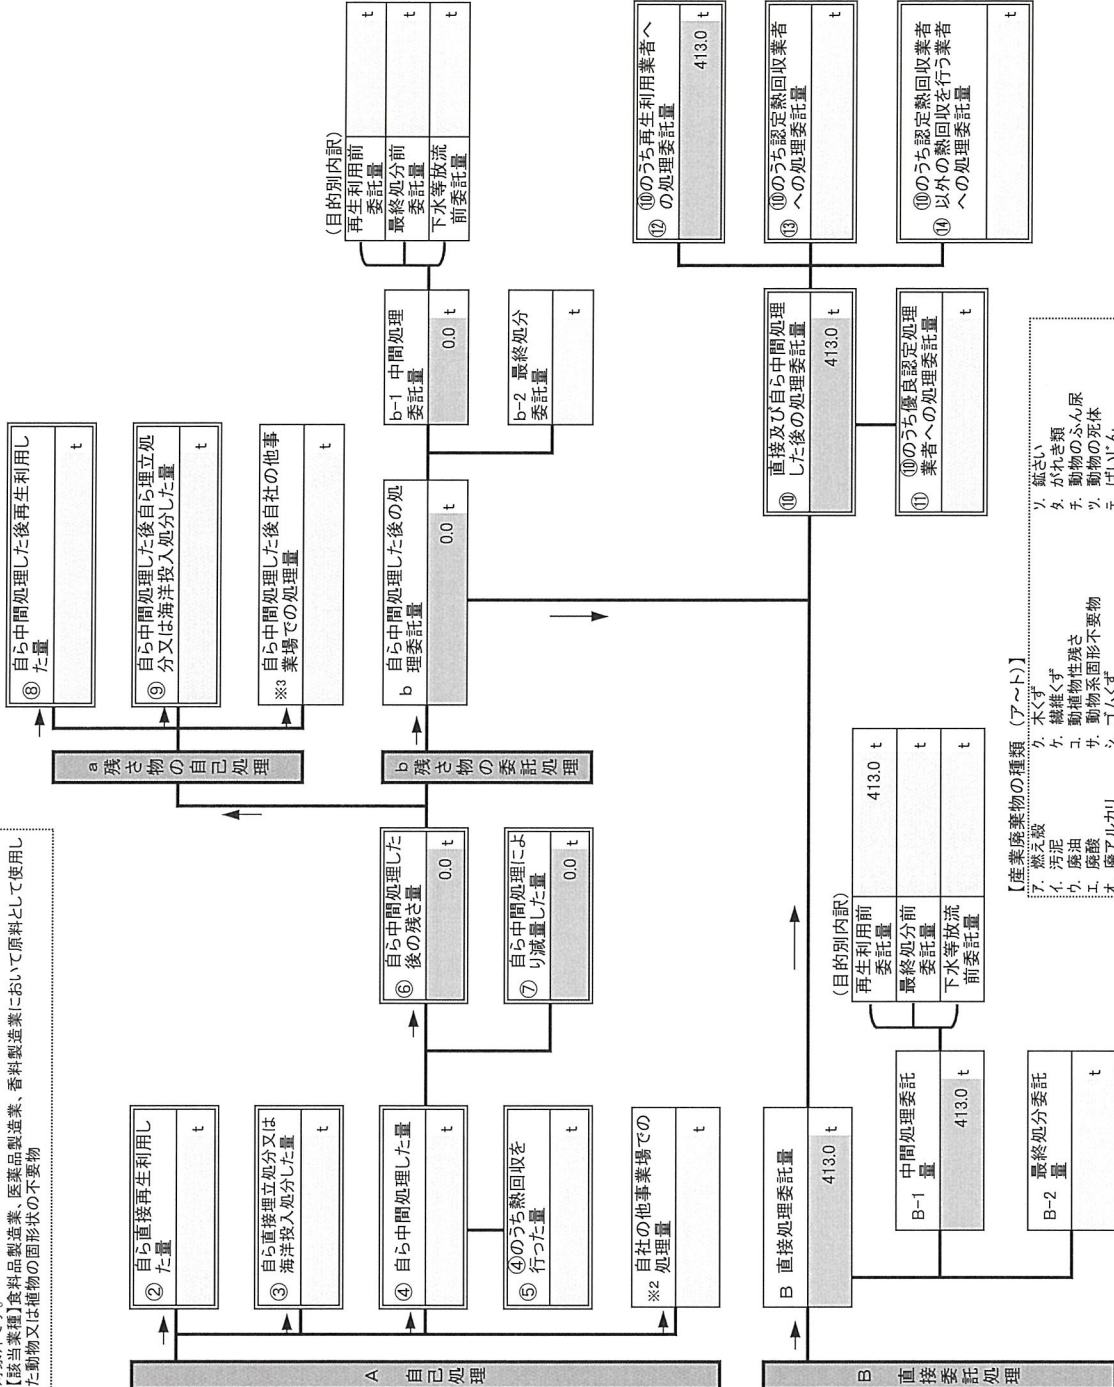 【該当業種】食料品製造業、医薬品製造業、香料製造業において原料として使用し
た動物又は植物の固形状の不要物
A
自己処理
② 自ら直接再生利用し
た量
t
③ 自ら直接埋立処分又は
海洋投入処分した量
t
④ 自ら中間処理した量
t
⑤ ④のうち熱回収を
行った量
t
※2 自社の他事業場での
処理量
t
⑥ 自ら中間処理した
後の残さ量
0.0 t
⑦ 自ら中間処理によ
り減量した量
0.0 t
a
残さ物の自己処理
⑧ 自ら中間処理した後再生利用し
た量
t
⑨ 自ら中間処理した後自ら埋立処
分又は海洋投入処分した量
t
※3 自ら中間処理した後自社の他事
業場での処理量
t
b
残さ物の委託処理
b 自ら中間処理した後の処
理委託量
0.0 t
b-1 中間処理
委託量
0.0 t
b-2 最終処分
委託量
t
(目的別内訳)
再生利用前
委託量
t
最終処分前
委託量
t
下水等放流
前委託量
t
B
直接委託処理
B 直接処理委託量
413.0 t
B-1 中間処理委託
量
413.0 t
B-2 最終処分委託
量
t
(目的別内訳)
再生利用前
委託量
413.0 t
最終処分前
委託量
t
下水等放流
前委託量
t
⑩ 直接及び自ら中間処理
した後の処理委託量
413.0 t
⑪ ⑩のうち優良認定処理
業者への処理委託量
t
⑫ ⑩のうち再生利用業者へ
の処理委託量
413.0 t
⑬ ⑩のうち認定熱回収業者
への処理委託量
t
⑭ ⑩のうち認定熱回収業者
以外の熱回収を行う業者
への処理委託量
t
【産業廃棄物の種類 (ア～ト)】
ア. 燃え殻
イ. 汚泥
ウ. 廃油
エ. 廃酸
オ. 廃アルカリ
ク. 木くず
ケ. 繊維くず
コ. 動植物性残さ
サ. 動物系固形不要物
シ. ゴムくず
ソ. 鉱さい
タ. がれき類
チ. 動物のふん尿
ツ. 動物の死体
テ. ばいじん